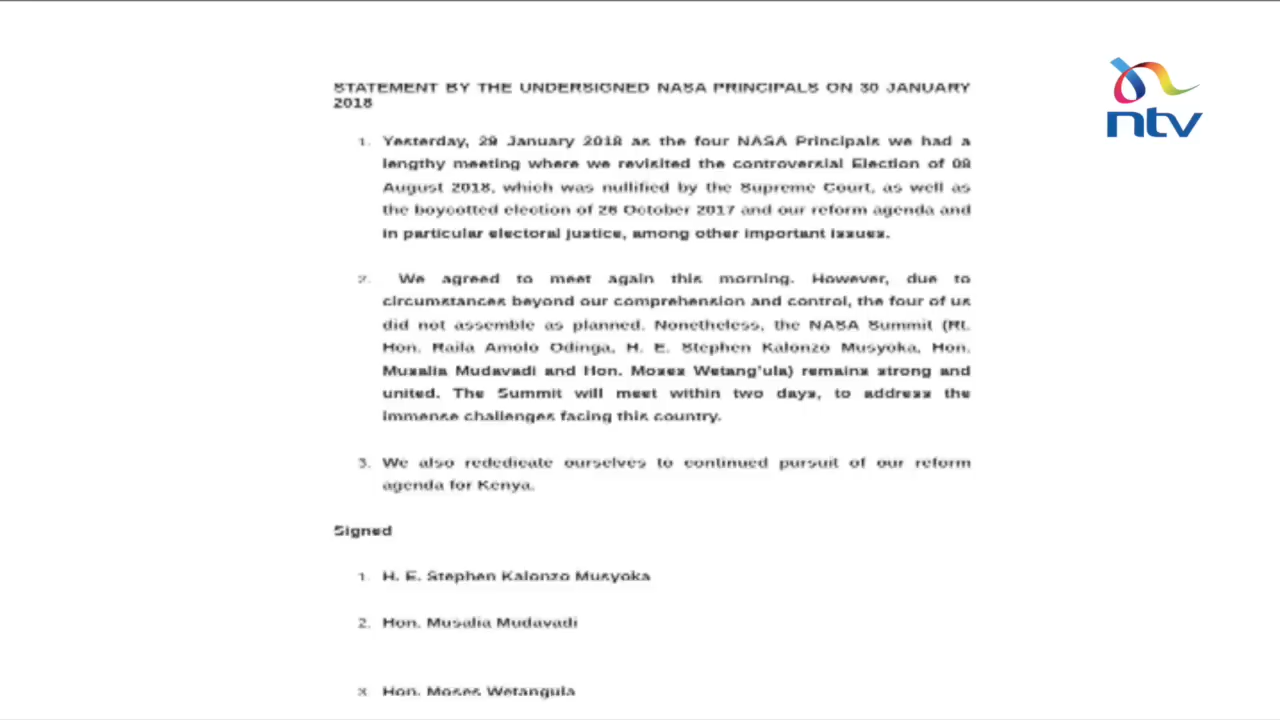 ntv
STATEMENT BY THE UNDERSIGNED NASA PRINCIPALS ON 30 JANUARY
2018
1. Yesterday, 29 January 2018 as the four NASA Principals we had a
lengthy meeting where we revisited the controversial Election of 08
August 2018, which was nullified by the Supreme Court, as well as
the boycotted election of 26 October 2017 and our reform agenda and
in particular electoral justice, among other important issues.
2. We agreed to meet again this morning. However, due to
circumstances beyond our comprehension and control, the four of us
did not assemble as planned. Nonetheless, the NASA Summit (Rt.
Hon. Raila Amolo Odinga, H. E. Stephen Kalonzo Musyoka, Hon.
Musalia Mudavadi and Hon. Moses Wetang'ula) remains strong and
united. The Summit will meet within two days, to address the
immense challenges facing this country.
3. We also rededicate ourselves to continued pursuit of our reform
agenda for Kenya.
Signed
1. H. E. Stephen Kalonzo Musyoka
2. Hon. Musalia Mudavadi
3. Hon. Moses Wetangula